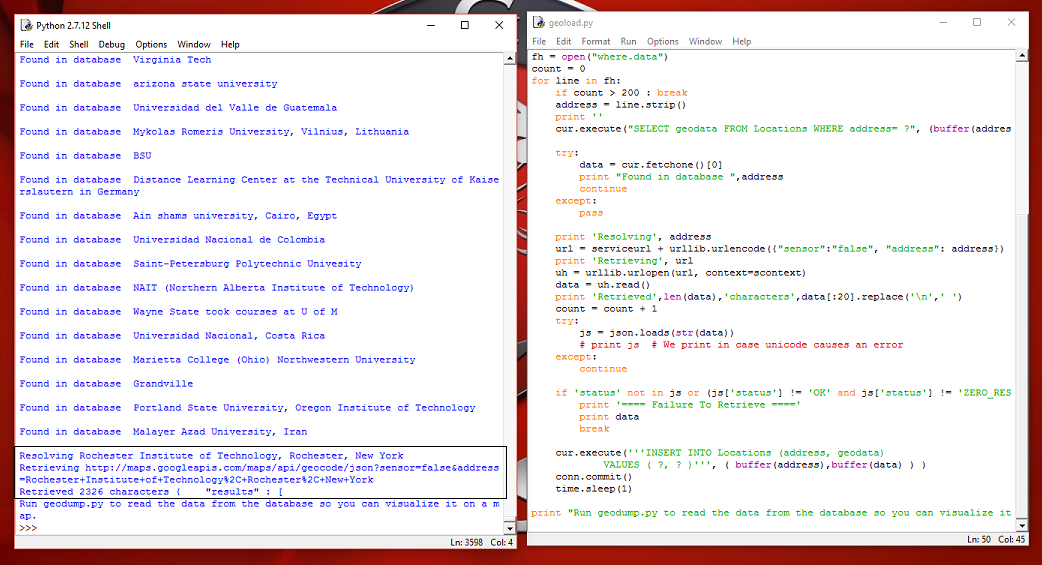 Python 2.7.12 Shell
File Edit Shell Debug Options Window Help
Found in database  Virginia Tech
Found in database  arizona state university
Found in database  Universidad del Valle de Guatemala
Found in database  Mykolas Romeris University, Vilnius, Lithuania
Found in database  BSU
Found in database  Distance Learning Center at the Technical University of Kaise
rslautern in Germany
Found in database  Ain shams university, Cairo, Egypt
Found in database  Universidad Nacional de Colombia
Found in database  Saint-Petersburg Polytechnic Univesity
Found in database  NAIT (Northern Alberta Institute of Technology)
Found in database  Wayne State took courses at U of M
Found in database  Universidad Nacional, Costa Rica
Found in database  Marietta College (Ohio) Northwestern University
Found in database  Grandville
Found in database  Portland State University, Oregon Institute of Technology
Found in database  Malayer Azad University, Iran
Resolving Rochester Institute of Technology, Rochester, New York
Retrieving http://maps.googleapis.com/maps/api/geocode/json?sensor=false&address
=Rochester+Institute+of+Technology%2C+Rochester%2C+New+York
Retrieved 2326 characters {    "results" : [
Run geodump.py to read the data from the database so you can visualize it on a m
ap.
>>>
Ln: 3598 Col: 4
geoload.py
File Edit Format Run Options Window Help
fh = open("where.data")
count = 0
for line in fh:
    if count > 200 : break
    address = line.strip()
    print ''
    cur.execute("SELECT geodata FROM Locations WHERE address= ?", (buffer(addres
    try:
        data = cur.fetchone()[0]
        print "Found in database ",address
        continue
    except:
        pass
    print 'Resolving', address
    url = serviceurl + urllib.urlencode({"sensor":"false", "address": address})
    print 'Retrieving', url
    uh = urllib.urlopen(url, context=scontext)
    data = uh.read()
    print 'Retrieved',len(data),'characters',data[:20].replace('\n',' ')
    count = count + 1
    try:
        js = json.loads(str(data))
        # print js  # We print in case unicode causes an error
    except:
        continue
    if 'status' not in js or (js['status'] != 'OK' and js['status'] != 'ZERO_RES
        print '==== Failure To Retrieve ===='
        print data
        break
    cur.execute('''INSERT INTO Locations (address, geodata)
            VALUES ( ?, ? )''', ( buffer(address),buffer(data) ) )
    conn.commit()
    time.sleep(1)
print "Run geodump.py to read the data from the database so you can visualize it
Ln: 50 Col: 45